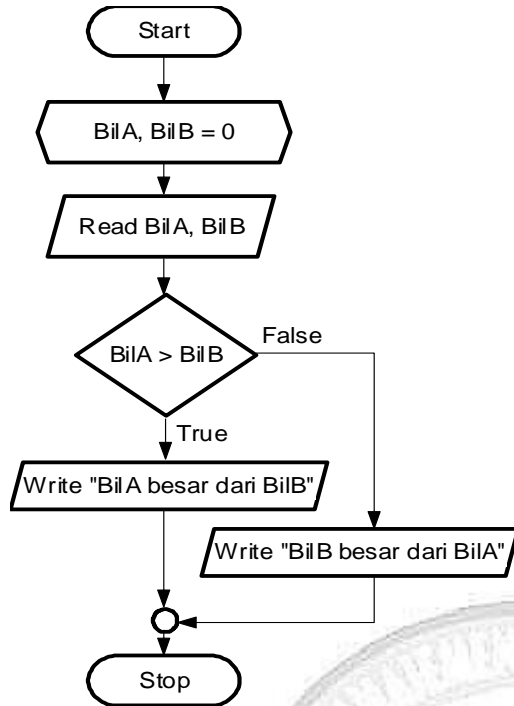 Start
BilA, BilB = 0
Read BilA, BilB
BilA > BilB
False
True
Write "BilA besar dari BilB"
Write "BilB besar dari BilA"
Stop